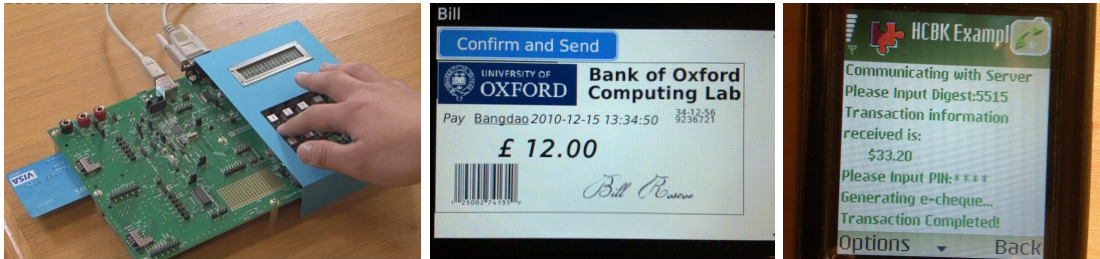 VISA
Bill
Confirm and Send
UNIVERSITY OF
OXFORD
Bank of Oxford
Computing Lab
Pay Bangdao 2010-12-15 13:34:50
34-12-56
9236721
£ 12.00
Bill Roscoe
HCBK Exampl
Communicating with Server
Please Input Digest:5515
Transaction information
received is:
$33.20
Please Input PIN:****
Generating e-cheque...
Transaction Completed!
Options
Back